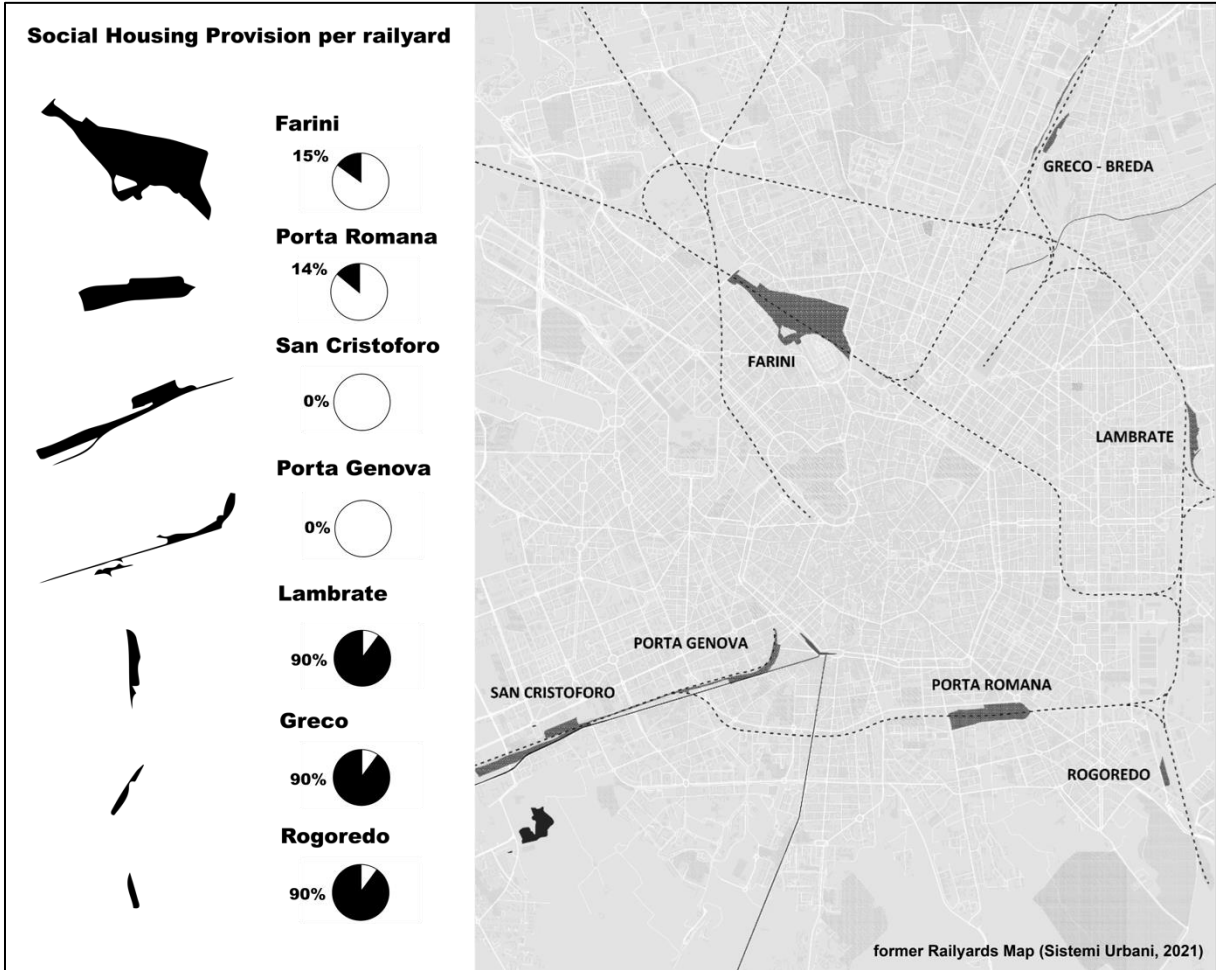 Social Housing Provision per railyard
Farini
15%
Porta Romana
14%
San Cristoforo
0%
Porta Genova
0%
Lambrate
90%
Greco
90%
Rogoredo
90%
GRECO - BREDA
FARINI
LAMBRATE
PORTA GENOVA
SAN CRISTOFORO
PORTA ROMANA
ROGOREDO
former Railyards Map (Sistemi Urbani, 2021)